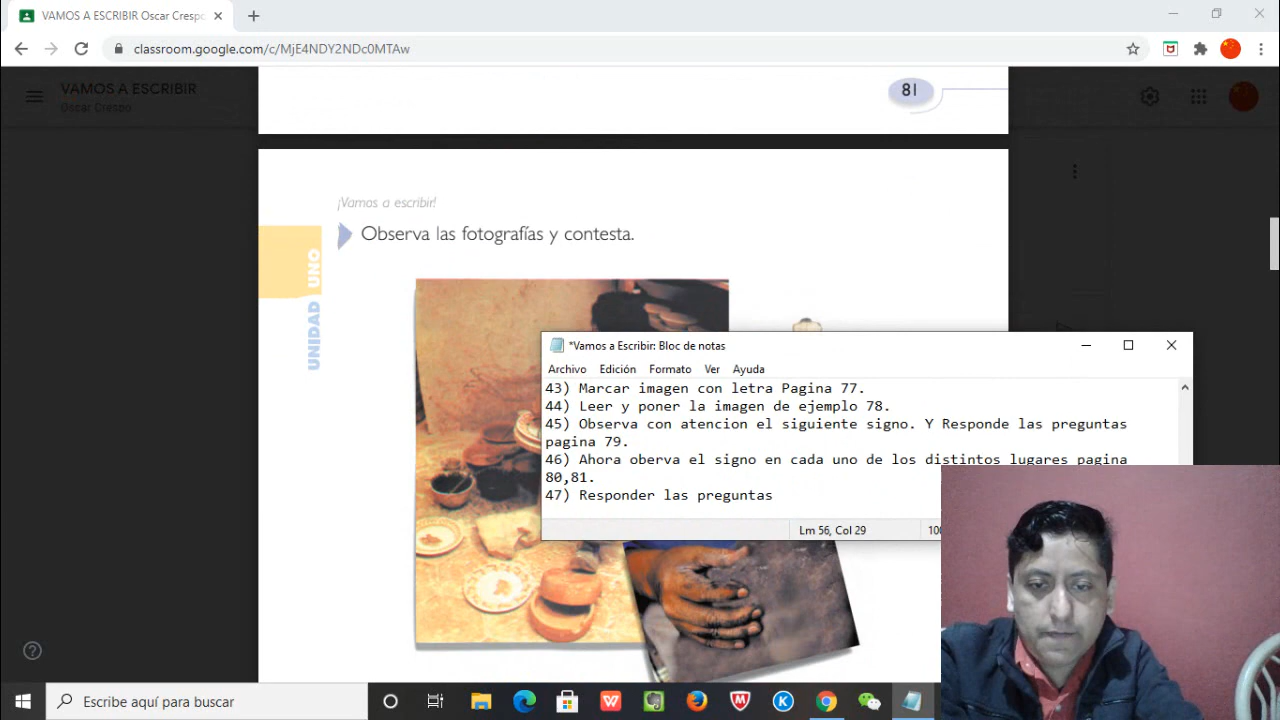 VAMOS A ESCRIBIR Oscar Crespo
classroom.google.com/c/MjE4NDY2NDc0MTAw
VAMOS A ESCRIBIR
Oscar Crespo
81
¡Vamos a escribir!
Observa las fotografías y contesta.
UNIDAD UNO
*Vamos a Escribir: Bloc de notas
Archivo Edición Formato Ver Ayuda
43) Marcar imagen con letra Pagina 77.
44) Leer y poner la imagen de ejemplo 78.
45) Observa con atencion el siguiente signo. Y Responde las preguntas
pagina 79.
46) Ahora oberva el signo en cada uno de los distintos lugares pagina
80,81.
47) Responder las preguntas
Lm 56, Col 29
100
Escribe aquí para buscar